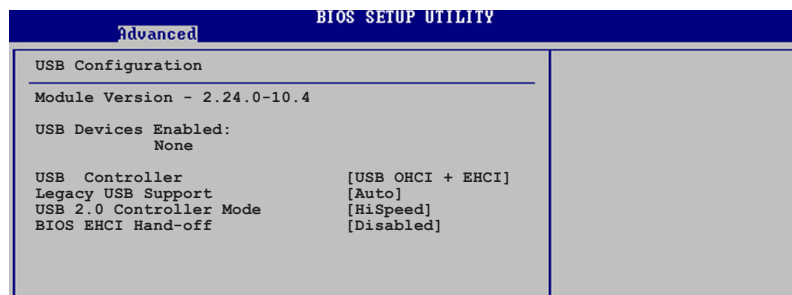 BIOS SETUP UTILITY
Advanced
USB Configuration
Module Version - 2.24.0-10.4
USB Devices Enabled:
None
USB Controller [USB OHCI + EHCI]
Legacy USB Support [Auto]
USB 2.0 Controller Mode [HiSpeed]
BIOS EHCI Hand-off [Disabled]